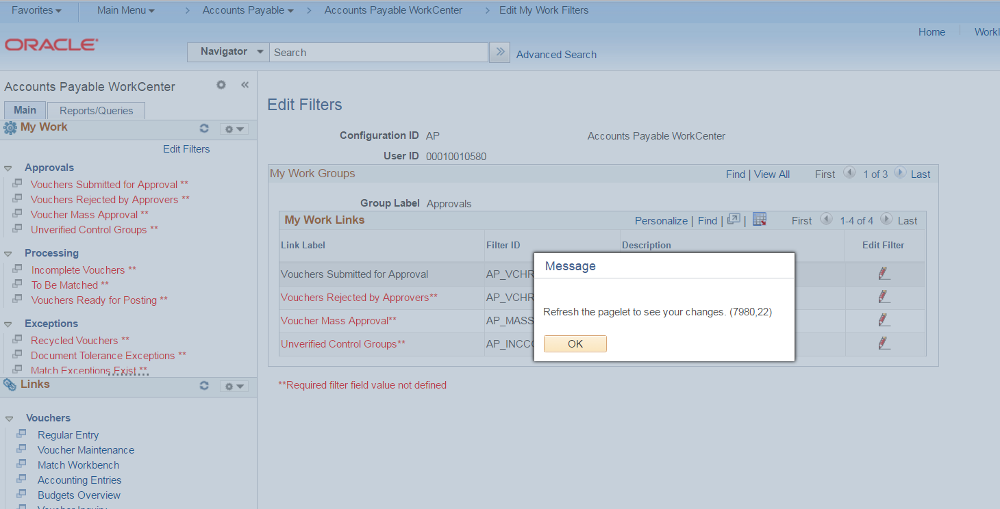 Favorites Main Menu > Accounts Payable > Accounts Payable WorkCenter > Edit My Work Filters
Home
ORACLE
Navigator Search Advanced Search
Accounts Payable WorkCenter
Main Reports/Queries
My Work
Edit Filters
Approvals
Vouchers Submitted for Approval **
Vouchers Rejected by Approvers **
Voucher Mass Approval **
Unverified Control Groups **
Processing
Incomplete Vouchers **
To Be Matched **
Vouchers Ready for Posting **
Exceptions
Recycled Vouchers **
Document Tolerance Exceptions **
Match Exceptions Exist **
Links
Vouchers
Regular Entry
Voucher Maintenance
Match Workbench
Accounting Entries
Budgets Overview
Edit Filters
Configuration ID AP Accounts Payable WorkCenter
User ID 00010010580
My Work Groups Find | View All First 1 of 3 Last
Group Label Approvals
My Work Links Personalize | Find | | First 1-4 of 4 Last
Link Label Filter ID Description Edit Filter
Vouchers Submitted for Approval AP_VCHR
Vouchers Rejected by Approvers** AP_VCHR
Voucher Mass Approval** AP_MASS
Unverified Control Groups**
**Required filter field value not defined
Message
Refresh the pagelet to see your changes. (7980,22)
OK